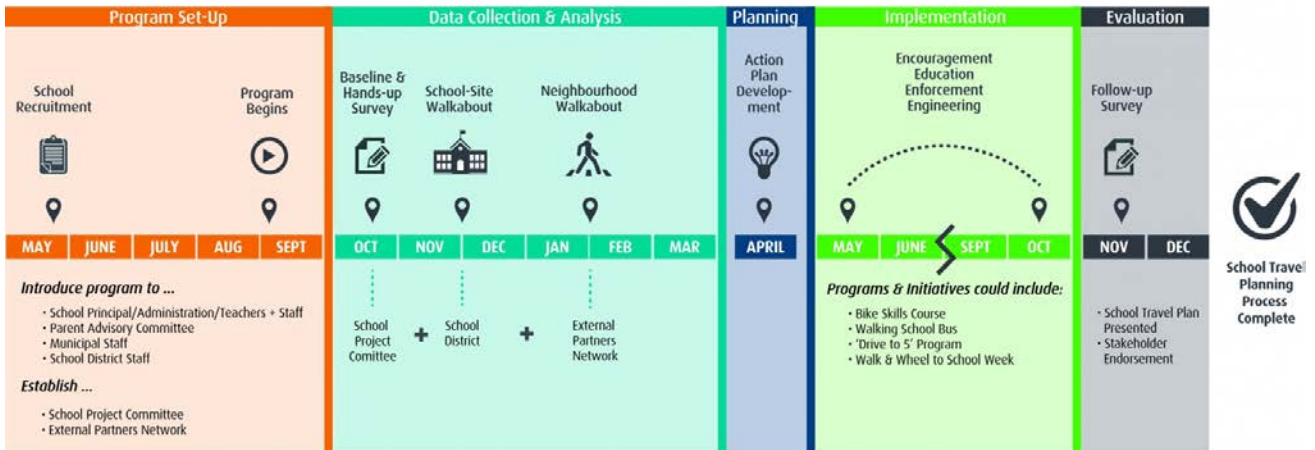 Program Set-Up
Data Collection & Analysis
Planning
Implementation
Evaluation
School
Recruitment
Program
Begins
Baseline &
Hands-up
Survey
School-Site
Walkabout
Neighbourhood
Walkabout
Action
Plan
Develop-
ment
Encouragement
Education
Enforcement
Engineering
Follow-up
Survey
MAY
JUNE
JULY
AUG
SEPT
OCT
NOV
DEC
JAN
FEB
MAR
APRIL
MAY
JUNE
SEPT
OCT
NOV
DEC
Introduce program to ...
• School Principal/Administration/Teachers + Staff
• Parent Advisory Committee
• Municipal Staff
• School District Staff
Establish ...
• School Project Committee
• External Partners Network
School
Project
Comittee
+
School
District
+
External
Partners
Network
Programs & Initiatives could include:
• Bike Skills Course
• Walking School Bus
• 'Drive to 5' Program
• Walk & Wheel to School Week
• School Travel Plan
Presented
• Stakeholder
Endorsement
School Travel
Planning
Process
Complete